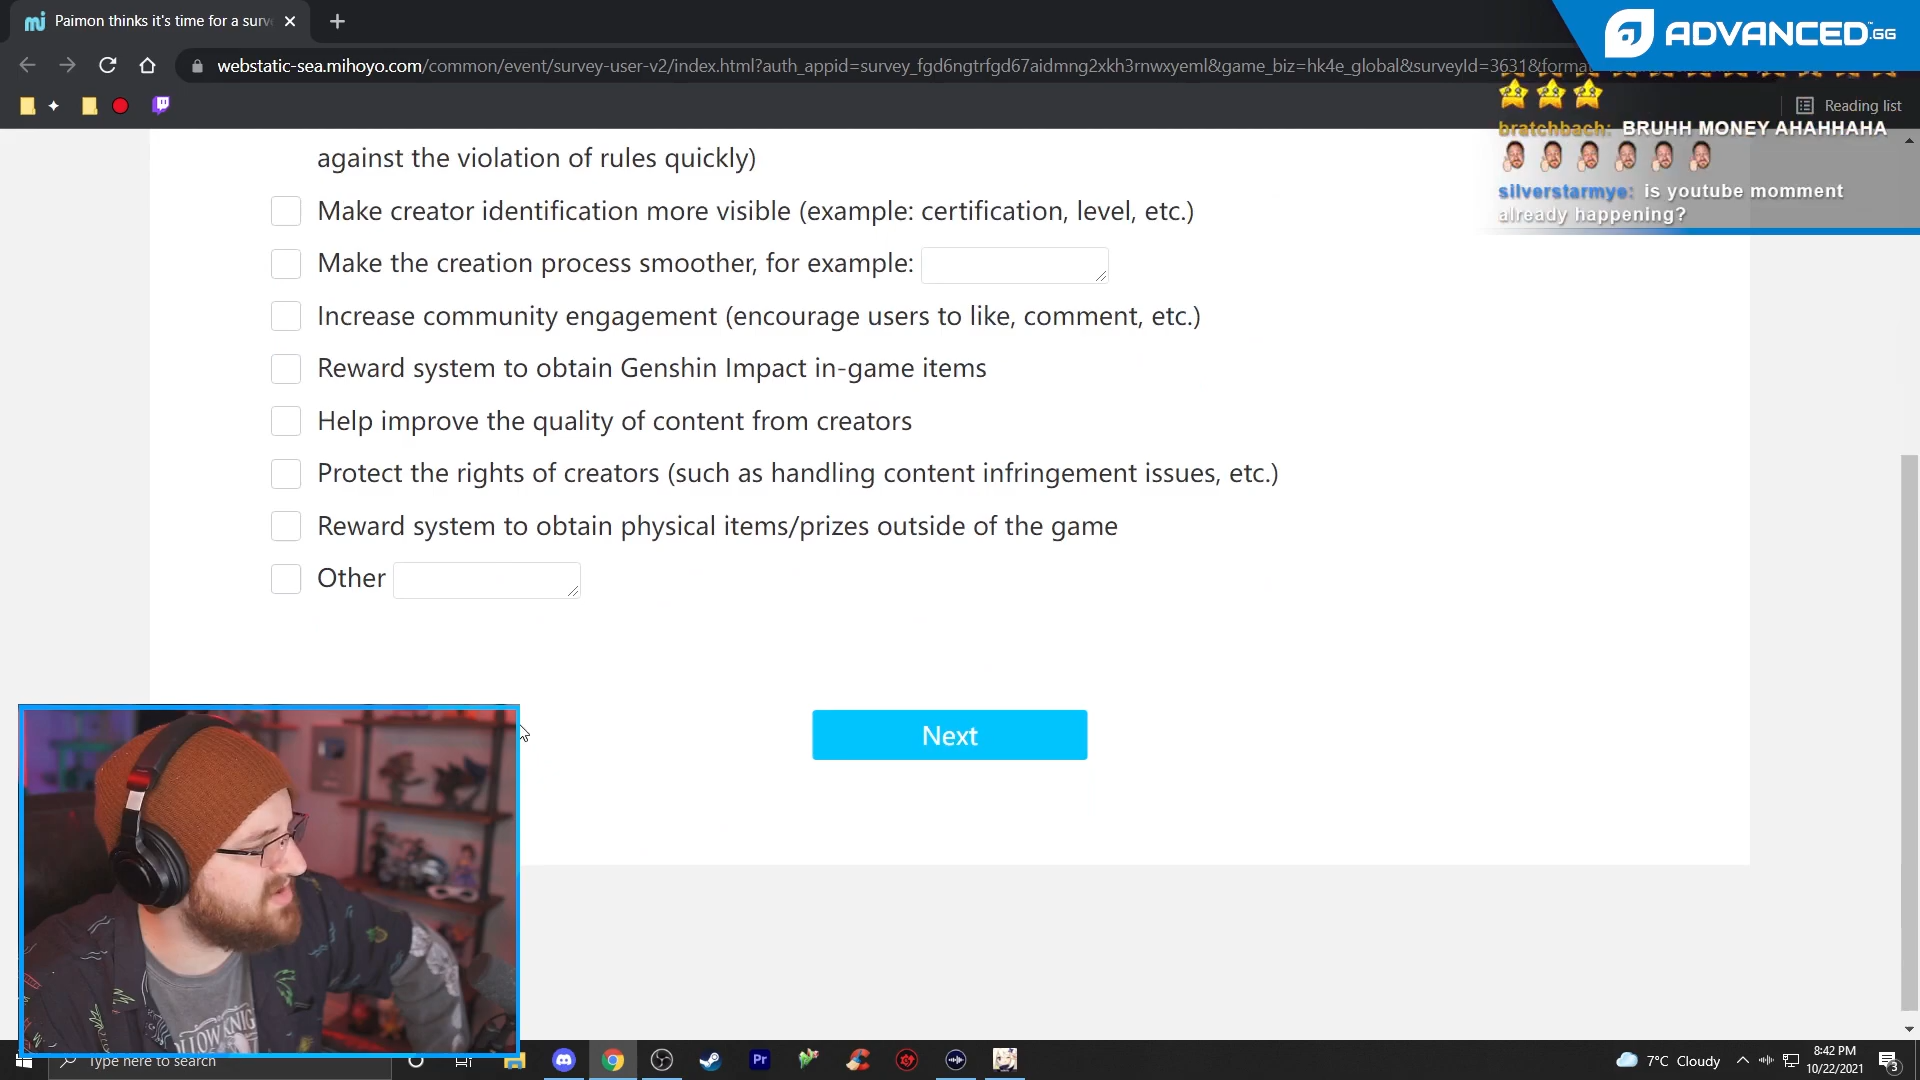 Paimon thinks it's time for a surv
ADVANCED.GG
webstatic-sea.mihoyo.com/common/event/survey-user-v2/index.html?auth_appid=survey_fgd6ngtrfgd67aidmng2xkh3rnwxyeml&game_biz=hk4e_global&surveyId=3631&forma
Reading list
bratchbach: BRUHH MONEY AHAHHAHA
silverstarmye: is youtube momment
already happening?
against the violation of rules quickly)
Make creator identification more visible (example: certification, level, etc.)
Make the creation process smoother, for example:
Increase community engagement (encourage users to like, comment, etc.)
Reward system to obtain Genshin Impact in-game items
Help improve the quality of content from creators
Protect the rights of creators (such as handling content infringement issues, etc.)
Reward system to obtain physical items/prizes outside of the game
Other
Next
Type here to search
Pr
7°C Cloudy
8:42 PM
10/22/2021
3